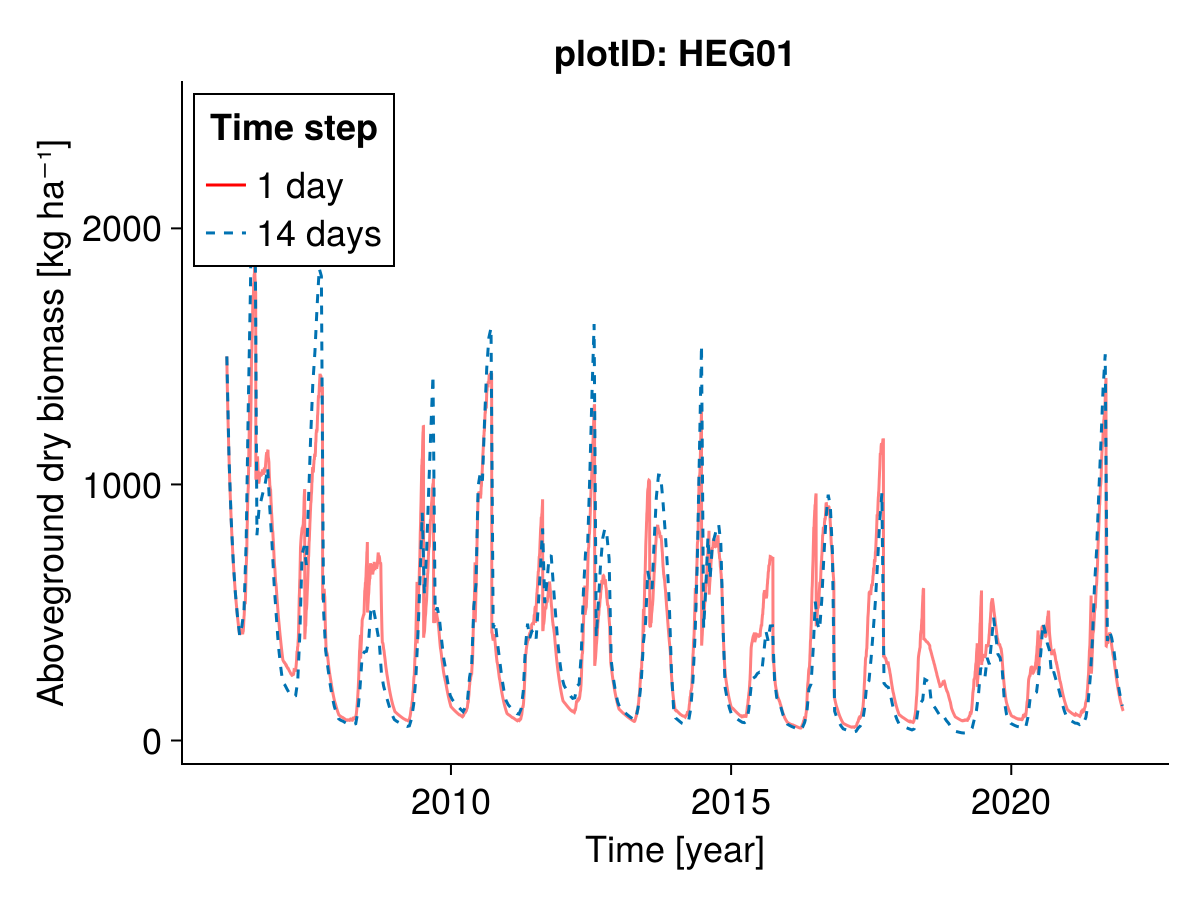 plotID: HEG01
Time step
1 day
14 days
Aboveground dry biomass [kg ha⁻¹]
2000
1000
0
2010
2015
2020
Time [year]